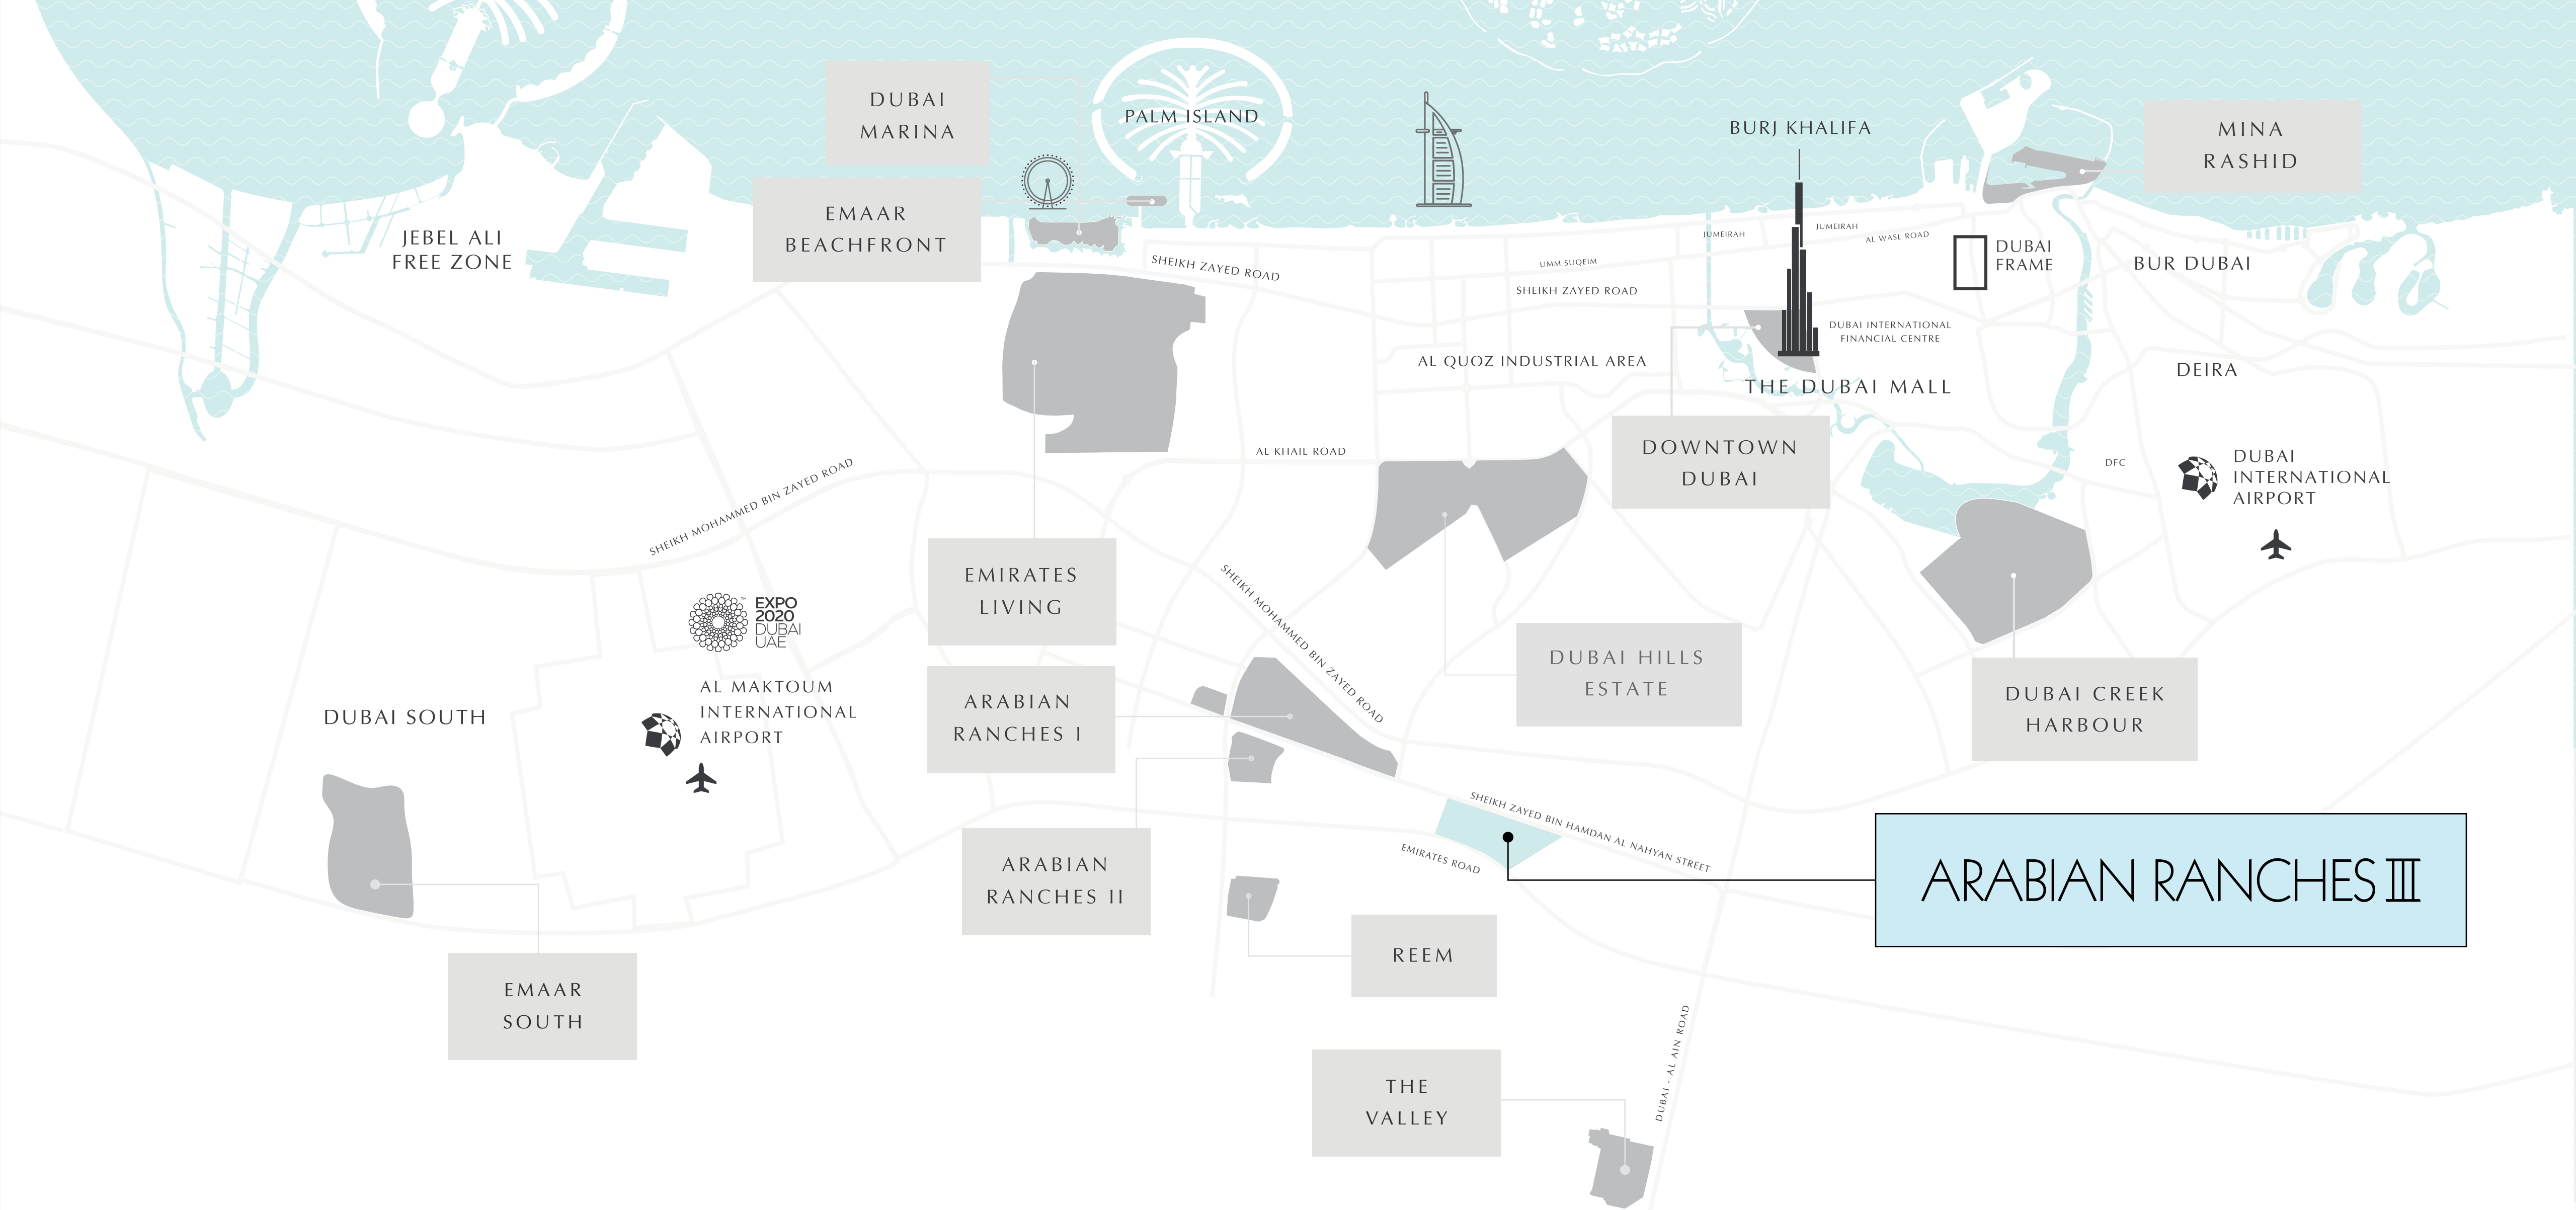 DUBAI
MARINA
PALM ISLAND
BURJ KHALIFA
MINA
RASHID
EMAAR
BEACHFRONT
JEBEL ALI
FREE ZONE
JUMEIRAH
JUMEIRAH
AL WASL ROAD
DUBAI
FRAME
BUR DUBAI
SHEIKH ZAYED ROAD
UMM SUQEIM
SHEIKH ZAYED ROAD
DUBAI INTERNATIONAL
FINANCIAL CENTRE
AL QUOZ INDUSTRIAL AREA
THE DUBAI MALL
DEIRA
DOWNTOWN
DUBAI
AL KHAIL ROAD
DFC
DUBAI
INTERNATIONAL
AIRPORT
SHEIKH MOHAMMED BIN ZAYED ROAD
EMIRATES
LIVING
SHEIKH MOHAMMED BIN ZAYED ROAD
EXPO
2020
DUBAI
UAE
™
DUBAI HILLS
ESTATE
DUBAI CREEK
HARBOUR
AL MAKTOUM
INTERNATIONAL
AIRPORT
DUBAI SOUTH
ARABIAN
RANCHES I
SHEIKH ZAYED BIN HAMDAN AL NAHYAN STREET
EMIRATES ROAD
ARABIAN
RANCHES II
ARABIAN RANCHES III
REEM
EMAAR
SOUTH
DUBAI - AL AIN ROAD
THE
VALLEY